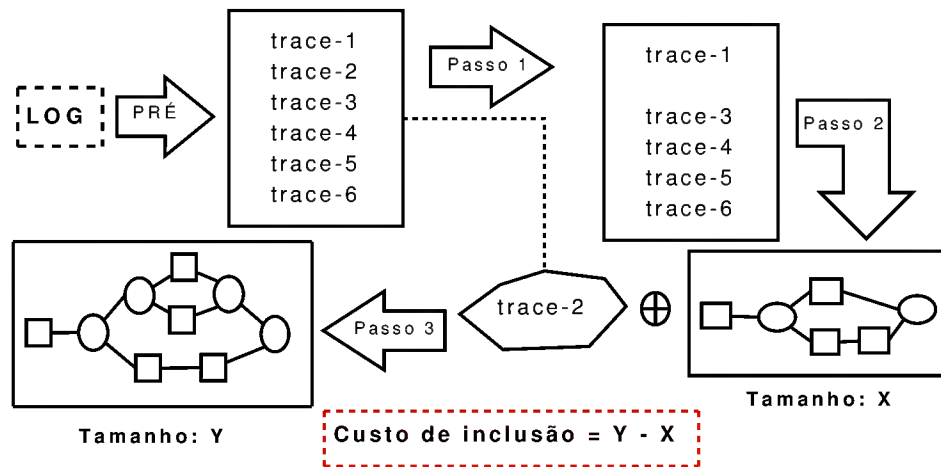 LOG
PRÉ
trace-1
trace-2
trace-3
trace-4
trace-5
trace-6
Passo 1
trace-1
trace-3
trace-4
trace-5
trace-6
Passo 2
Passo 3
trace-2
Tamanho: Y
Tamanho: X
Custo de inclusão = Y - X